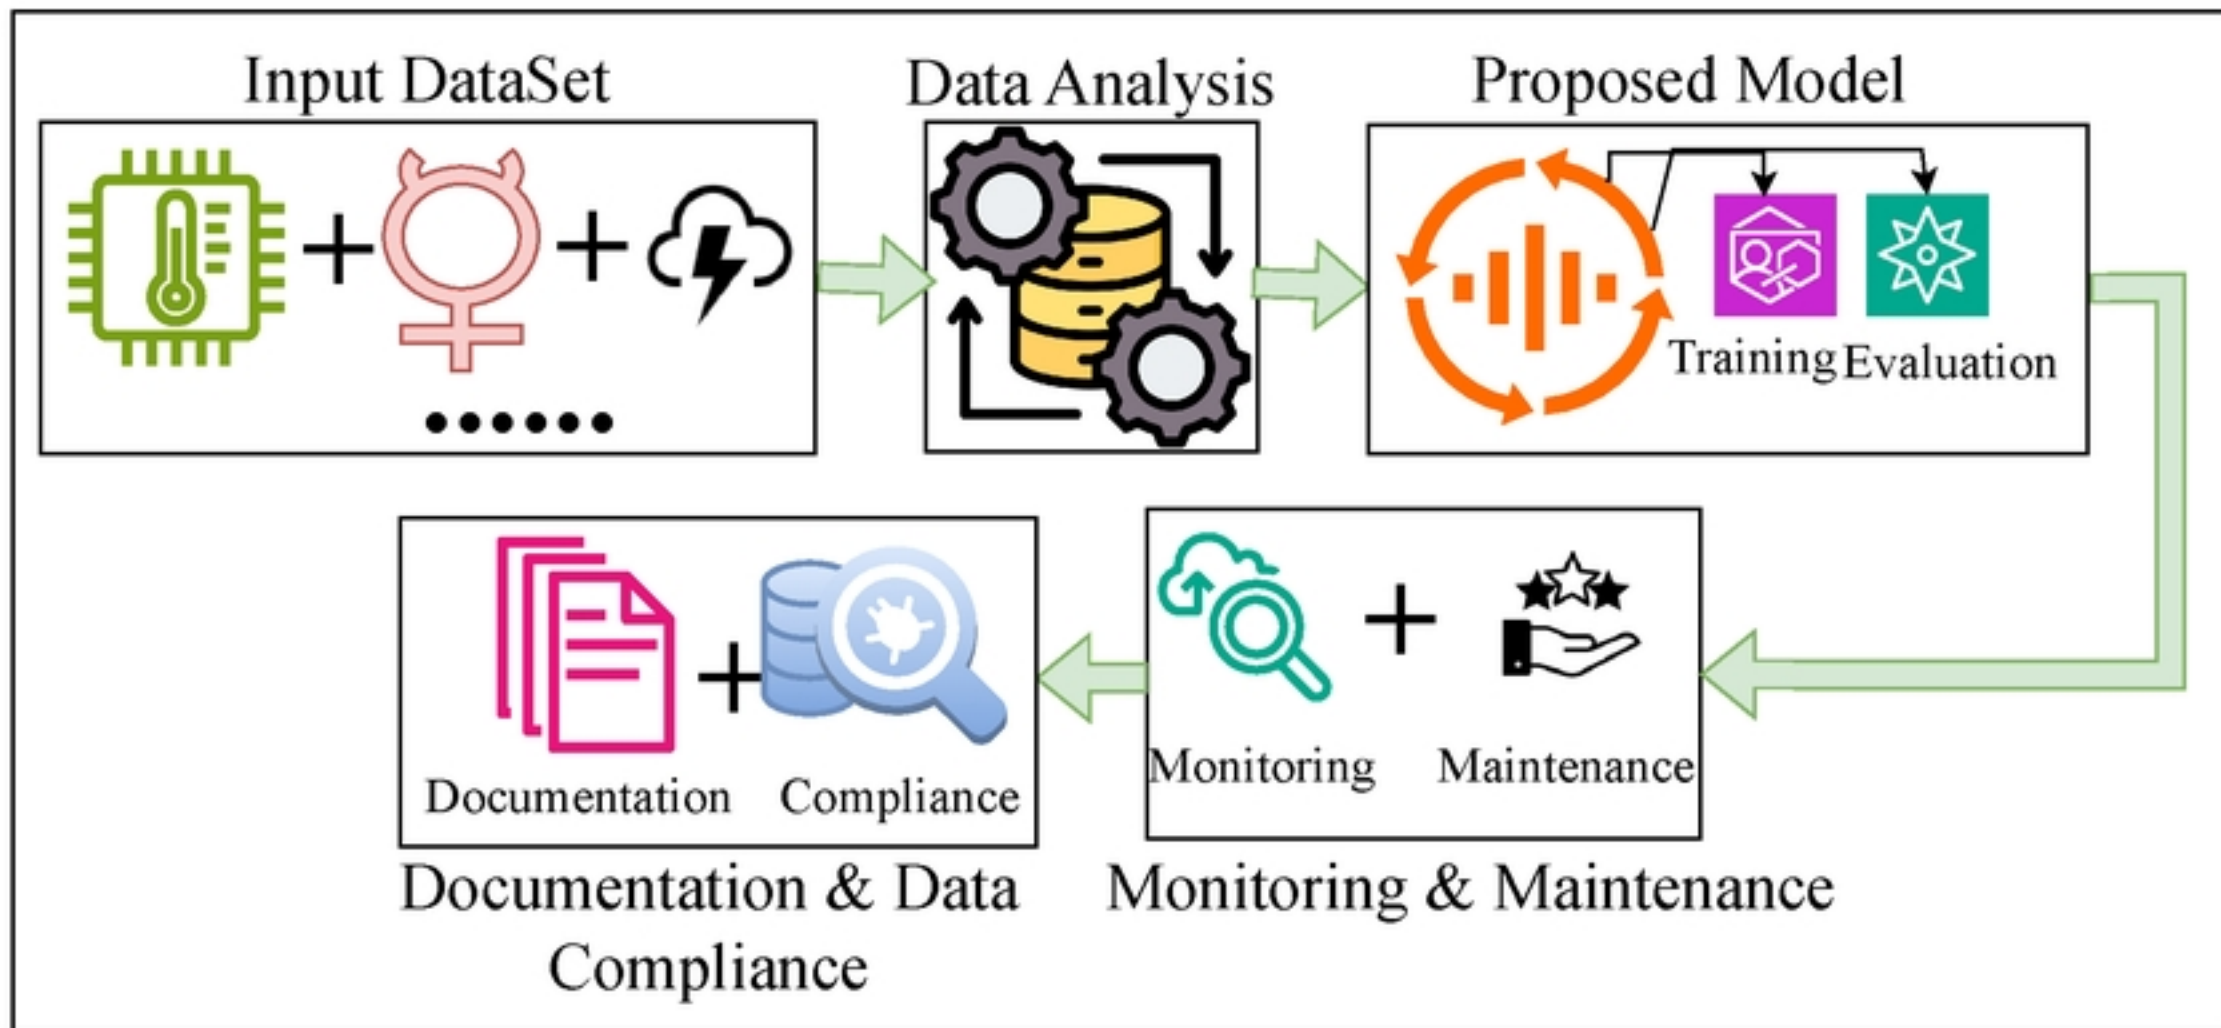 Input DataSet
Data Analysis
Proposed Model
Training
Evaluation
Documentation
Compliance
Documentation & Data
Compliance
Monitoring
Maintenance
Monitoring & Maintenance